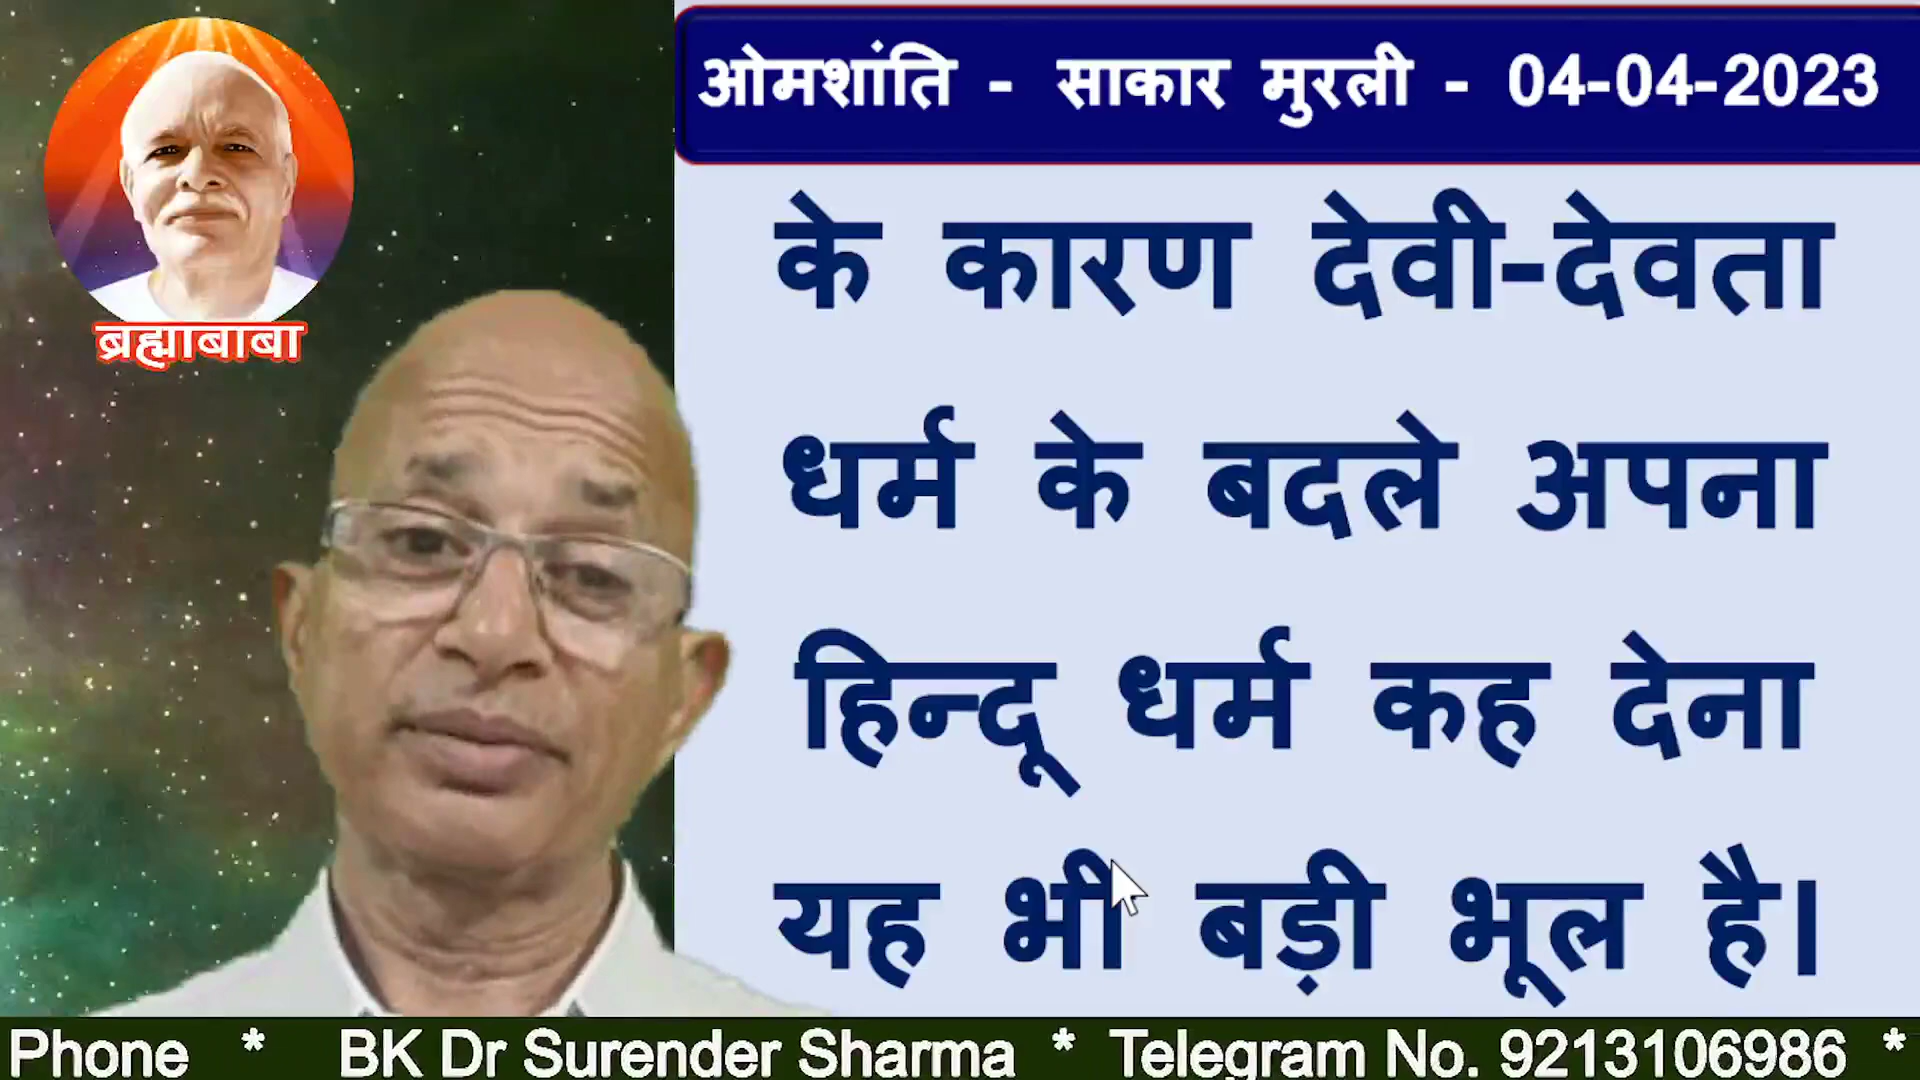 ओमशांति - साकार मुरली - 04-04-2023
ब्रह्माबाबा
के कारण देवी-देवता
धर्म के बदले अपना
हिन्दू धर्म कह देना
यह भी बड़ी भूल है।
Phone * BK Dr Surender Sharma * Telegram No. 9213106986 *